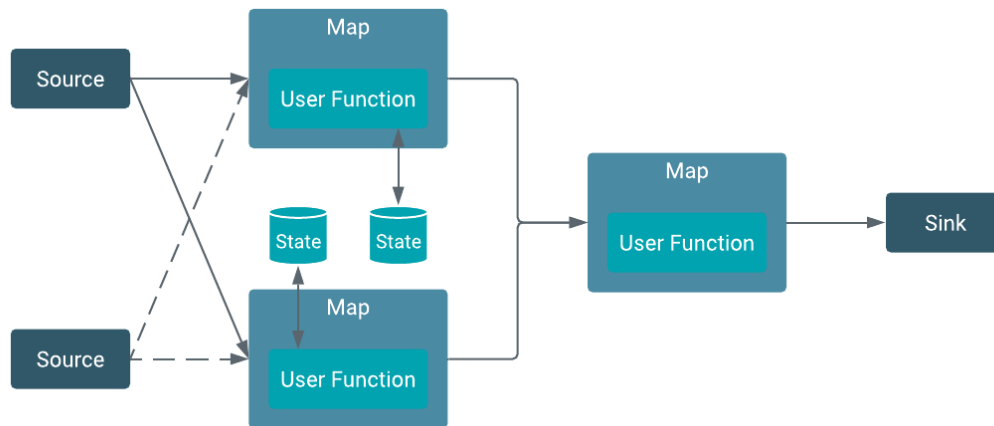 Source
Map
User Function
State
State
Source
Map
User Function
Map
User Function
Sink